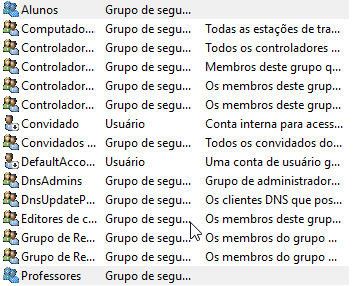 Alunos Grupo de segu...
Computado... Grupo de segu... Todas as estações de tra...
Controlador... Grupo de segu... Todos os controladores ...
Controlador... Grupo de segu... Membros deste grupo q...
Controlador... Grupo de segu... Os membros deste grup...
Controlador... Grupo de segu... Os membros deste grup...
Convidado Usuário Conta interna para acess...
Convidados ... Grupo de segu... Todos os convidados do...
DefaultAcco... Usuário Uma conta de usuário g...
DnsAdmins Grupo de segu... Grupo de administrador...
DnsUpdateP... Grupo de segu... Os clientes DNS que pos...
Editores de c... Grupo de segu... Os membros deste grup...
Grupo de Re... Grupo de segu... Os membros do grupo ...
Grupo de Re... Grupo de segu... Os membros do grupo ...
Professores Grupo de segu...